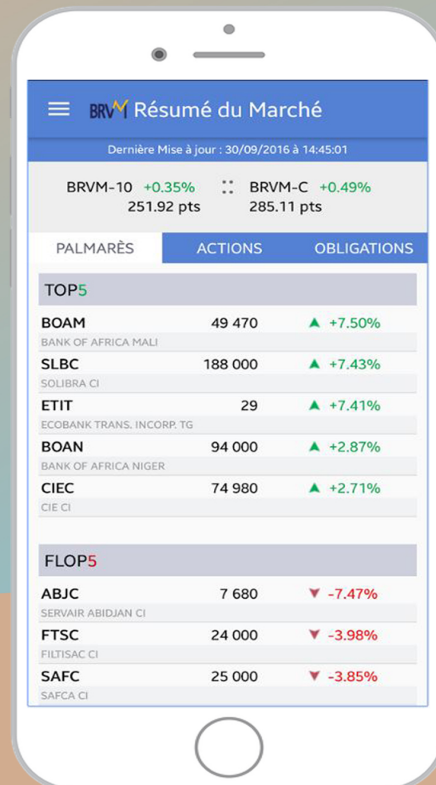 BRVM Résumé du Marché
Dernière Mise à jour : 30/09/2016 à 14:45:01
BRVM-10 +0.35% BRVM-C +0.49%
251.92 pts 285.11 pts
PALMARÈS ACTIONS OBLIGATIONS
TOP5
BOAM 49 470 +7.50%
BANK OF AFRICA MALI
SLBC 188 000 +7.43%
SOLIBRA CI
ETIT 29 +7.41%
ECOBANK TRANS. INCORP. TG
BOAN 94 000 +2.87%
BANK OF AFRICA NIGER
CIEC 74 980 +2.71%
CIE CI
FLOP5
ABJC 7 680 -7.47%
SERVAIR ABIDJAN CI
FTSC 24 000 -3.98%
FILTISAC CI
SAFC 25 000 -3.85%
SAFCA CI